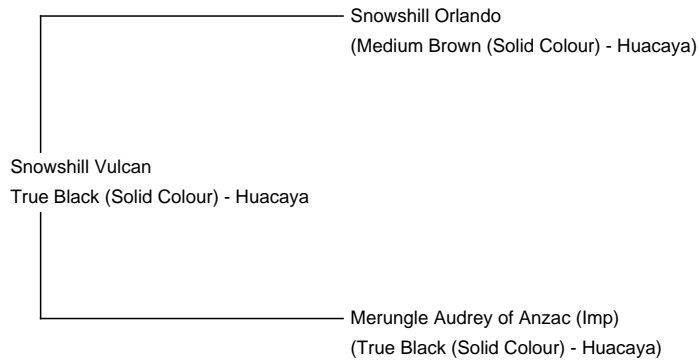 Snowshill Orlando
(Medium Brown (Solid Colour) - Huacaya)
Snowshill Vulcan
True Black (Solid Colour) - Huacaya
Merungle Audrey of Anzac (Imp)
(True Black (Solid Colour) - Huacaya)